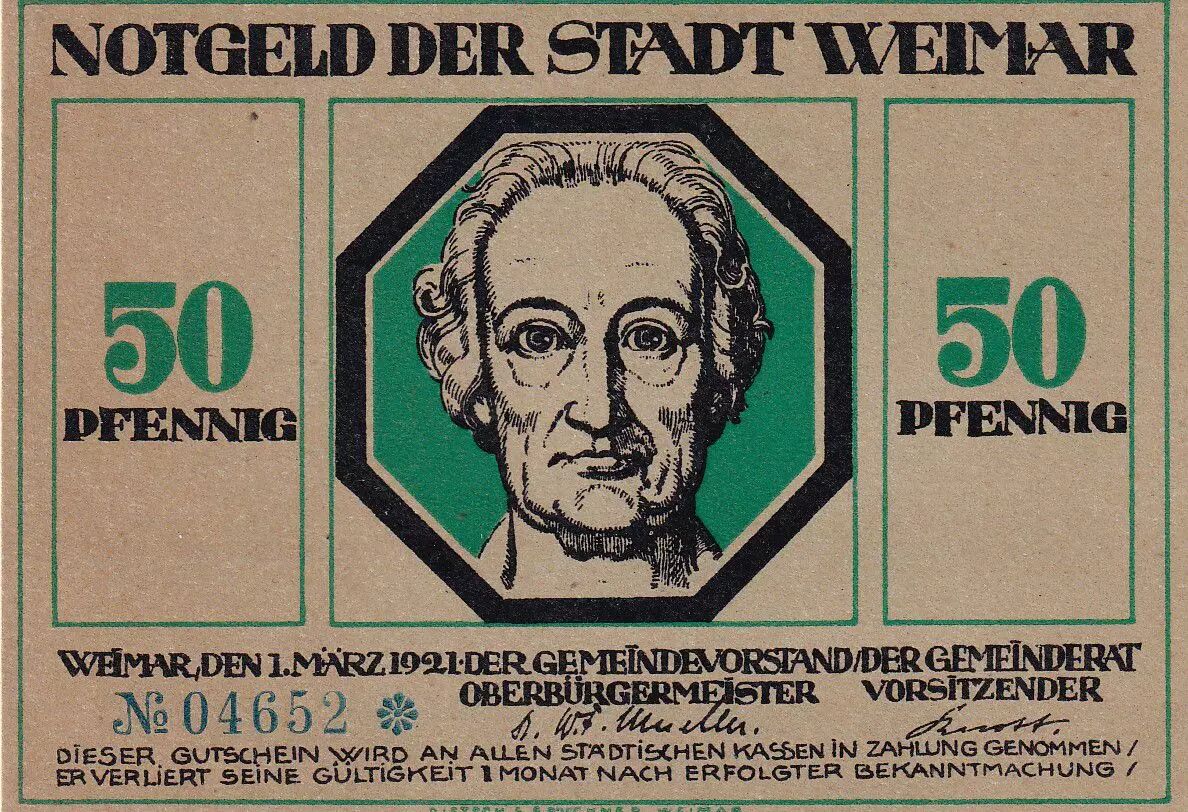 NOTGELD DER STADT WEIMAR
50
PFENNIG
50
PFENNIG
WEIMAR, DEN 1. MÄRZ 1921·DER GEMEINDEVORSTAND/DER GEMEINDERAT
OBERBÜRGERMEISTER VORSITZENDER
№ 04652
Mueller.
DIESER GUTSCHEIN WIRD AN ALLEN STÄDTISCHEN KASSEN IN ZAHLUNG GENOMMEN /
ER VERLIERT SEINE GÜLTIGKEIT 1 MONAT NACH ERFOLGTER BEKANNTMACHUNG /
WEIMAR